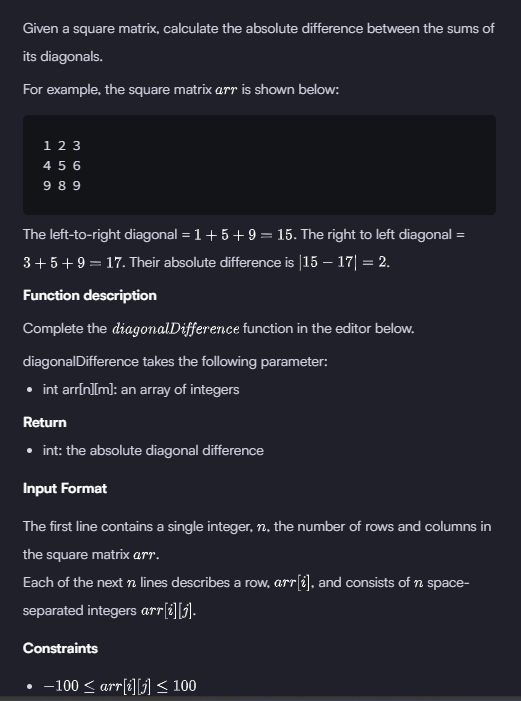 Given a square matrix, calculate the absolute difference between the sums of
its diagonals.
For example, the square matrix arr is shown below:
1 2 3
4 5 6
9 8 9
The left-to-right diagonal = 1 + 5 + 9 = 15. The right to left diagonal =
3 + 5 + 9 = 17. Their absolute difference is |15 − 17| = 2.
Function description
Complete the diagonalDifference function in the editor below.
diagonalDifference takes the following parameter:
• int arr[n][m]: an array of integers
Return
• int: the absolute diagonal difference
Input Format
The first line contains a single integer, n, the number of rows and columns in
the square matrix arr.
Each of the next n lines describes a row, arr[i], and consists of n space-
separated integers arr[i][j].
Constraints
• −100 ≤ arr[i][j] ≤ 100